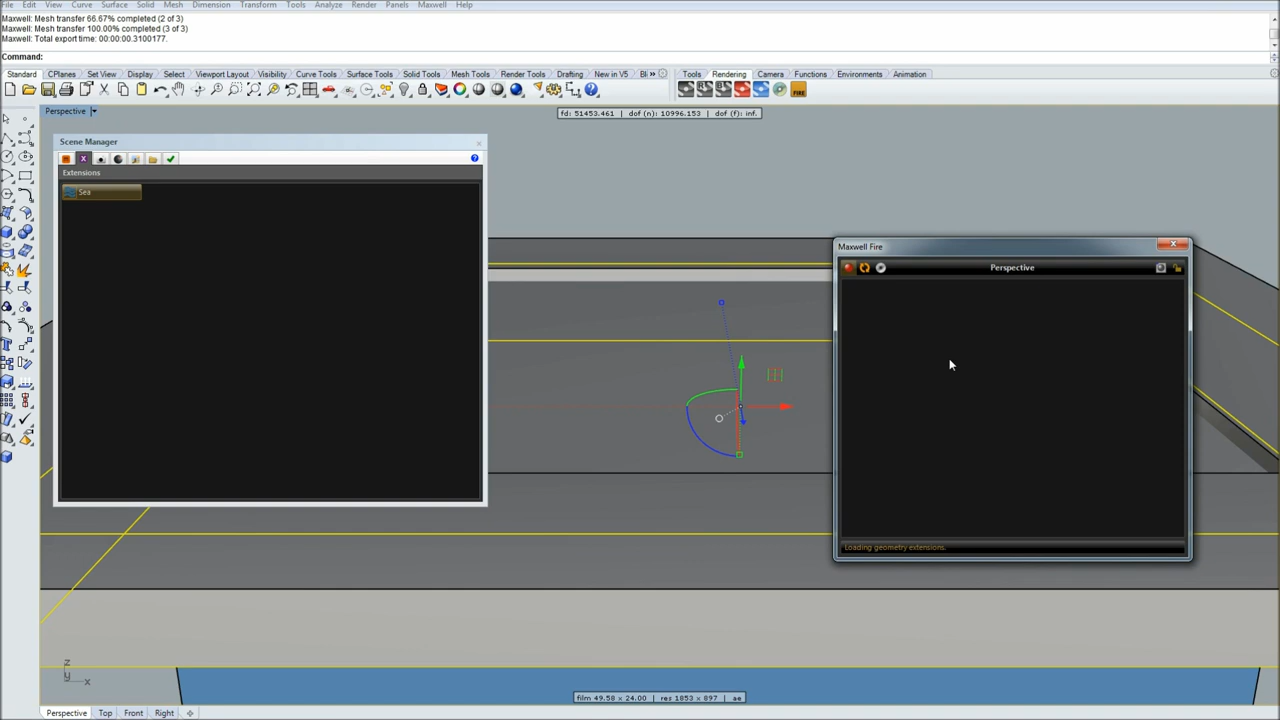 File Edit View Curve Surface Solid Mesh Dimension Transform Tools Analyze Render Panels Maxwell Help
Maxwell: Mesh transfer 66.67% completed (2 of 3)
Maxwell: Mesh transfer 100.00% completed (3 of 3)
Maxwell: Total export time: 00:00:00.3100177.
Command:
Standard CPlanes Set View Display Select Viewport Layout Visibility Curve Tools Surface Tools Solid Tools Mesh Tools Render Tools Drafting New in V5 Bl »
Tools Rendering Camera Functions Environments Animation
FIRE
Perspective
fd: 51453.461 | dof (n): 10996.153 | dof (f): inf.
Scene Manager
Extensions
Sea
Maxwell Fire
Perspective
Loading geometry extensions.
z
y x
film 49.58 x 24.00 | res 1853 x 897 | ae
Perspective Top Front Right